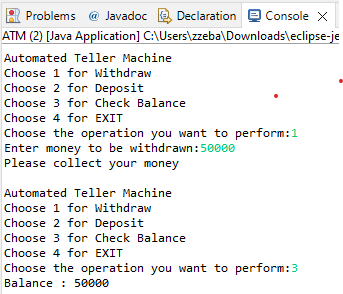 Problems Javadoc Declaration Console
ATM (2) [Java Application] C:\Users\zzeba\Downloads\eclipse-je
Automated Teller Machine
Choose 1 for Withdraw
Choose 2 for Deposit
Choose 3 for Check Balance
Choose 4 for EXIT
Choose the operation you want to perform:1
Enter money to be withdrawn:50000
Please collect your money
Automated Teller Machine
Choose 1 for Withdraw
Choose 2 for Deposit
Choose 3 for Check Balance
Choose 4 for EXIT
Choose the operation you want to perform:3
Balance : 50000